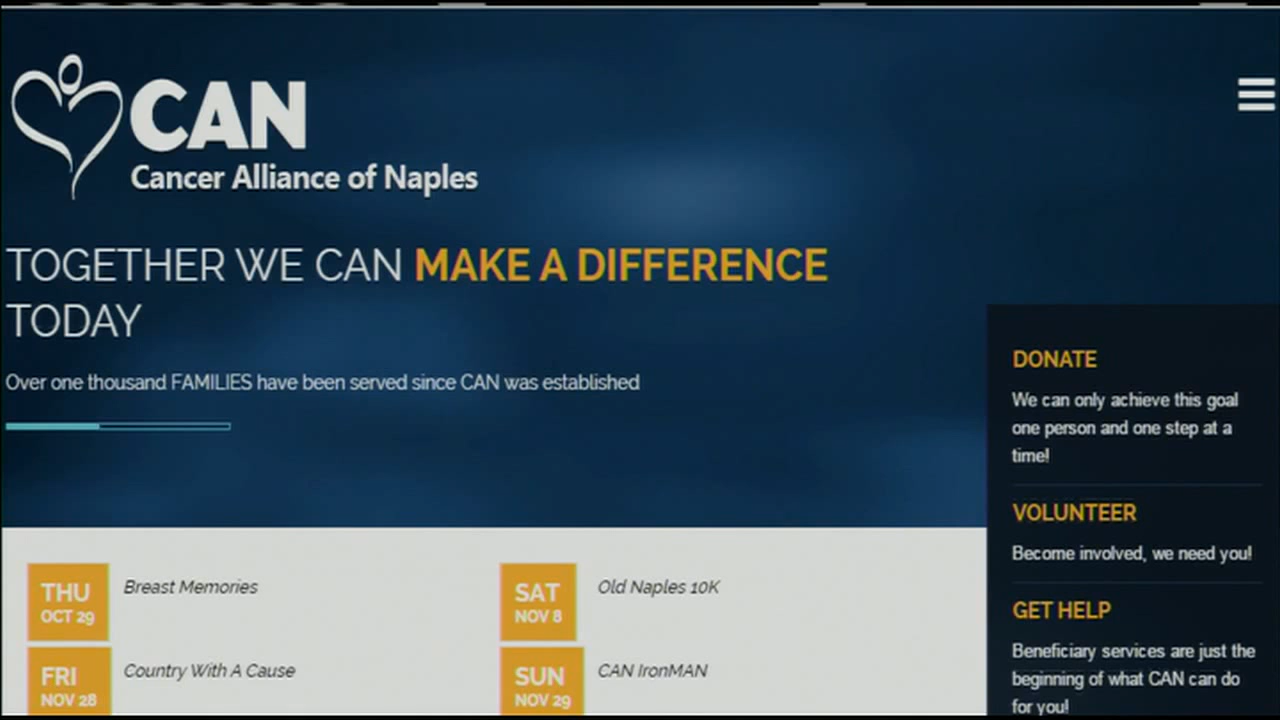 CAN
Cancer Alliance of Naples
TOGETHER WE CAN MAKE A DIFFERENCE
TODAY
Over one thousand FAMILIES have been served since CAN was established
THU
OCT 29
Breast Memories
SAT
NOV 8
Old Naples 10K
FRI
NOV 28
Country With A Cause
SUN
NOV 29
CAN IronMAN
DONATE
We can only achieve this goal
one person and one step at a
time!
VOLUNTEER
Become involved, we need you!
GET HELP
Beneficiary services are just the
beginning of what CAN can do
for you!